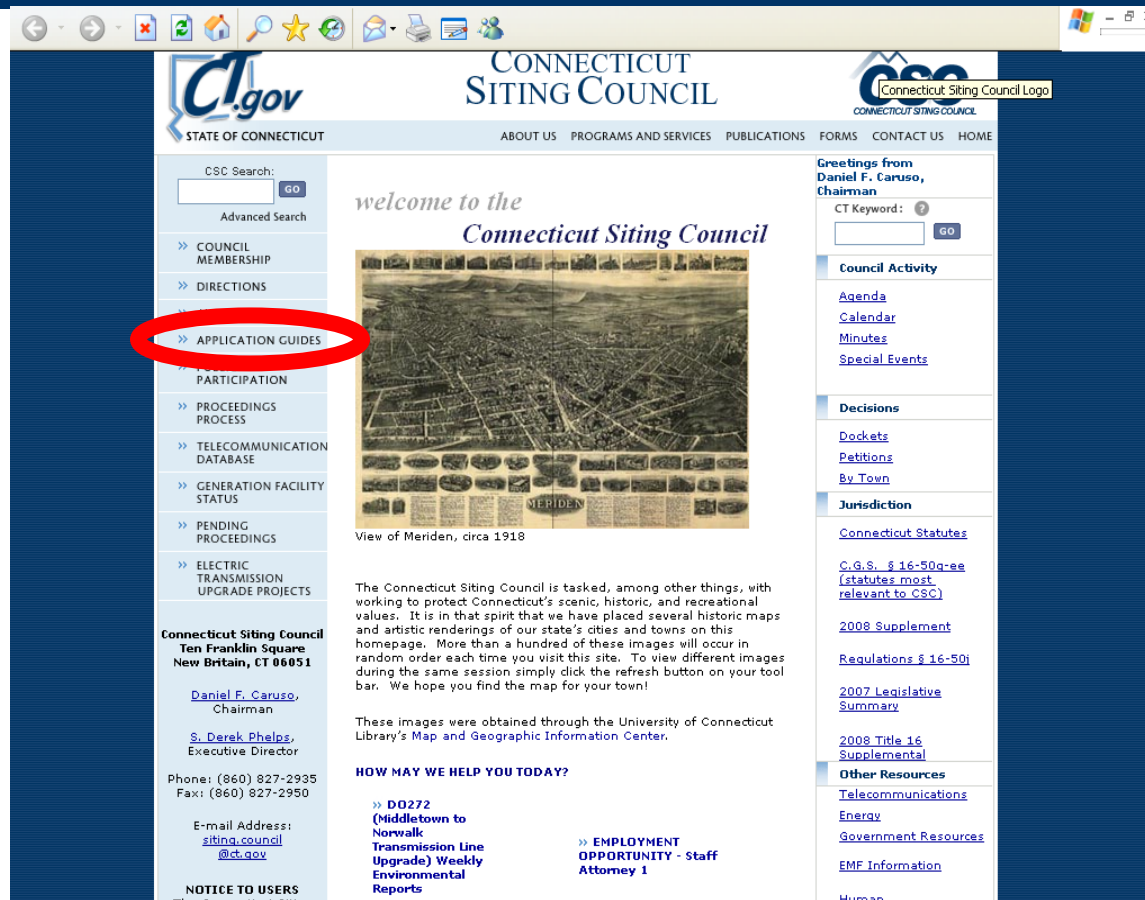 CT.gov
STATE OF CONNECTICUT
CONNECTICUT
SITING COUNCIL
CSC
CONNECTICUT SITING COUNCIL
Connecticut Siting Council Logo
ABOUT US PROGRAMS AND SERVICES PUBLICATIONS FORMS CONTACT US HOME
CSC Search:
GO
Advanced Search
» COUNCIL
MEMBERSHIP
» DIRECTIONS
» APPLICATION GUIDES
PARTICIPATION
» PROCEEDINGS
PROCESS
» TELECOMMUNICATION
DATABASE
» GENERATION FACILITY
STATUS
» PENDING
PROCEEDINGS
» ELECTRIC
TRANSMISSION
UPGRADE PROJECTS
Connecticut Siting Council
Ten Franklin Square
New Britain, CT 06051
Daniel F. Caruso,
Chairman
S. Derek Phelps,
Executive Director
Phone: (860) 827-2935
Fax: (860) 827-2950
E-mail Address:
siting.council
@ct.gov
NOTICE TO USERS
welcome to the
Connecticut Siting Council
MERIDEN
View of Meriden, circa 1918
The Connecticut Siting Council is tasked, among other things, with
working to protect Connecticut's scenic, historic, and recreational
values. It is in that spirit that we have placed several historic maps
and artistic renderings of our state's cities and towns on this
homepage. More than a hundred of these images will occur in
random order each time you visit this site. To view different images
during the same session simply click the refresh button on your tool
bar. We hope you find the map for your town!
These images were obtained through the University of Connecticut
Library's Map and Geographic Information Center.
HOW MAY WE HELP YOU TODAY?
» DO272
(Middletown to
Norwalk
Transmission Line
Upgrade) Weekly
Environmental
Reports
» EMPLOYMENT
OPPORTUNITY - Staff
Attorney 1
Greetings from
Daniel F. Caruso,
Chairman
CT Keyword: ?
GO
Council Activity
Agenda
Calendar
Minutes
Special Events
Decisions
Dockets
Petitions
By Town
Jurisdiction
Connecticut Statutes
C.G.S. § 16-50g-ee
(statutes most
relevant to CSC)
2008 Supplement
Regulations § 16-50j
2007 Legislative
Summary
2008 Title 16
Supplemental
Other Resources
Telecommunications
Energy
Government Resources
EMF Information
Human